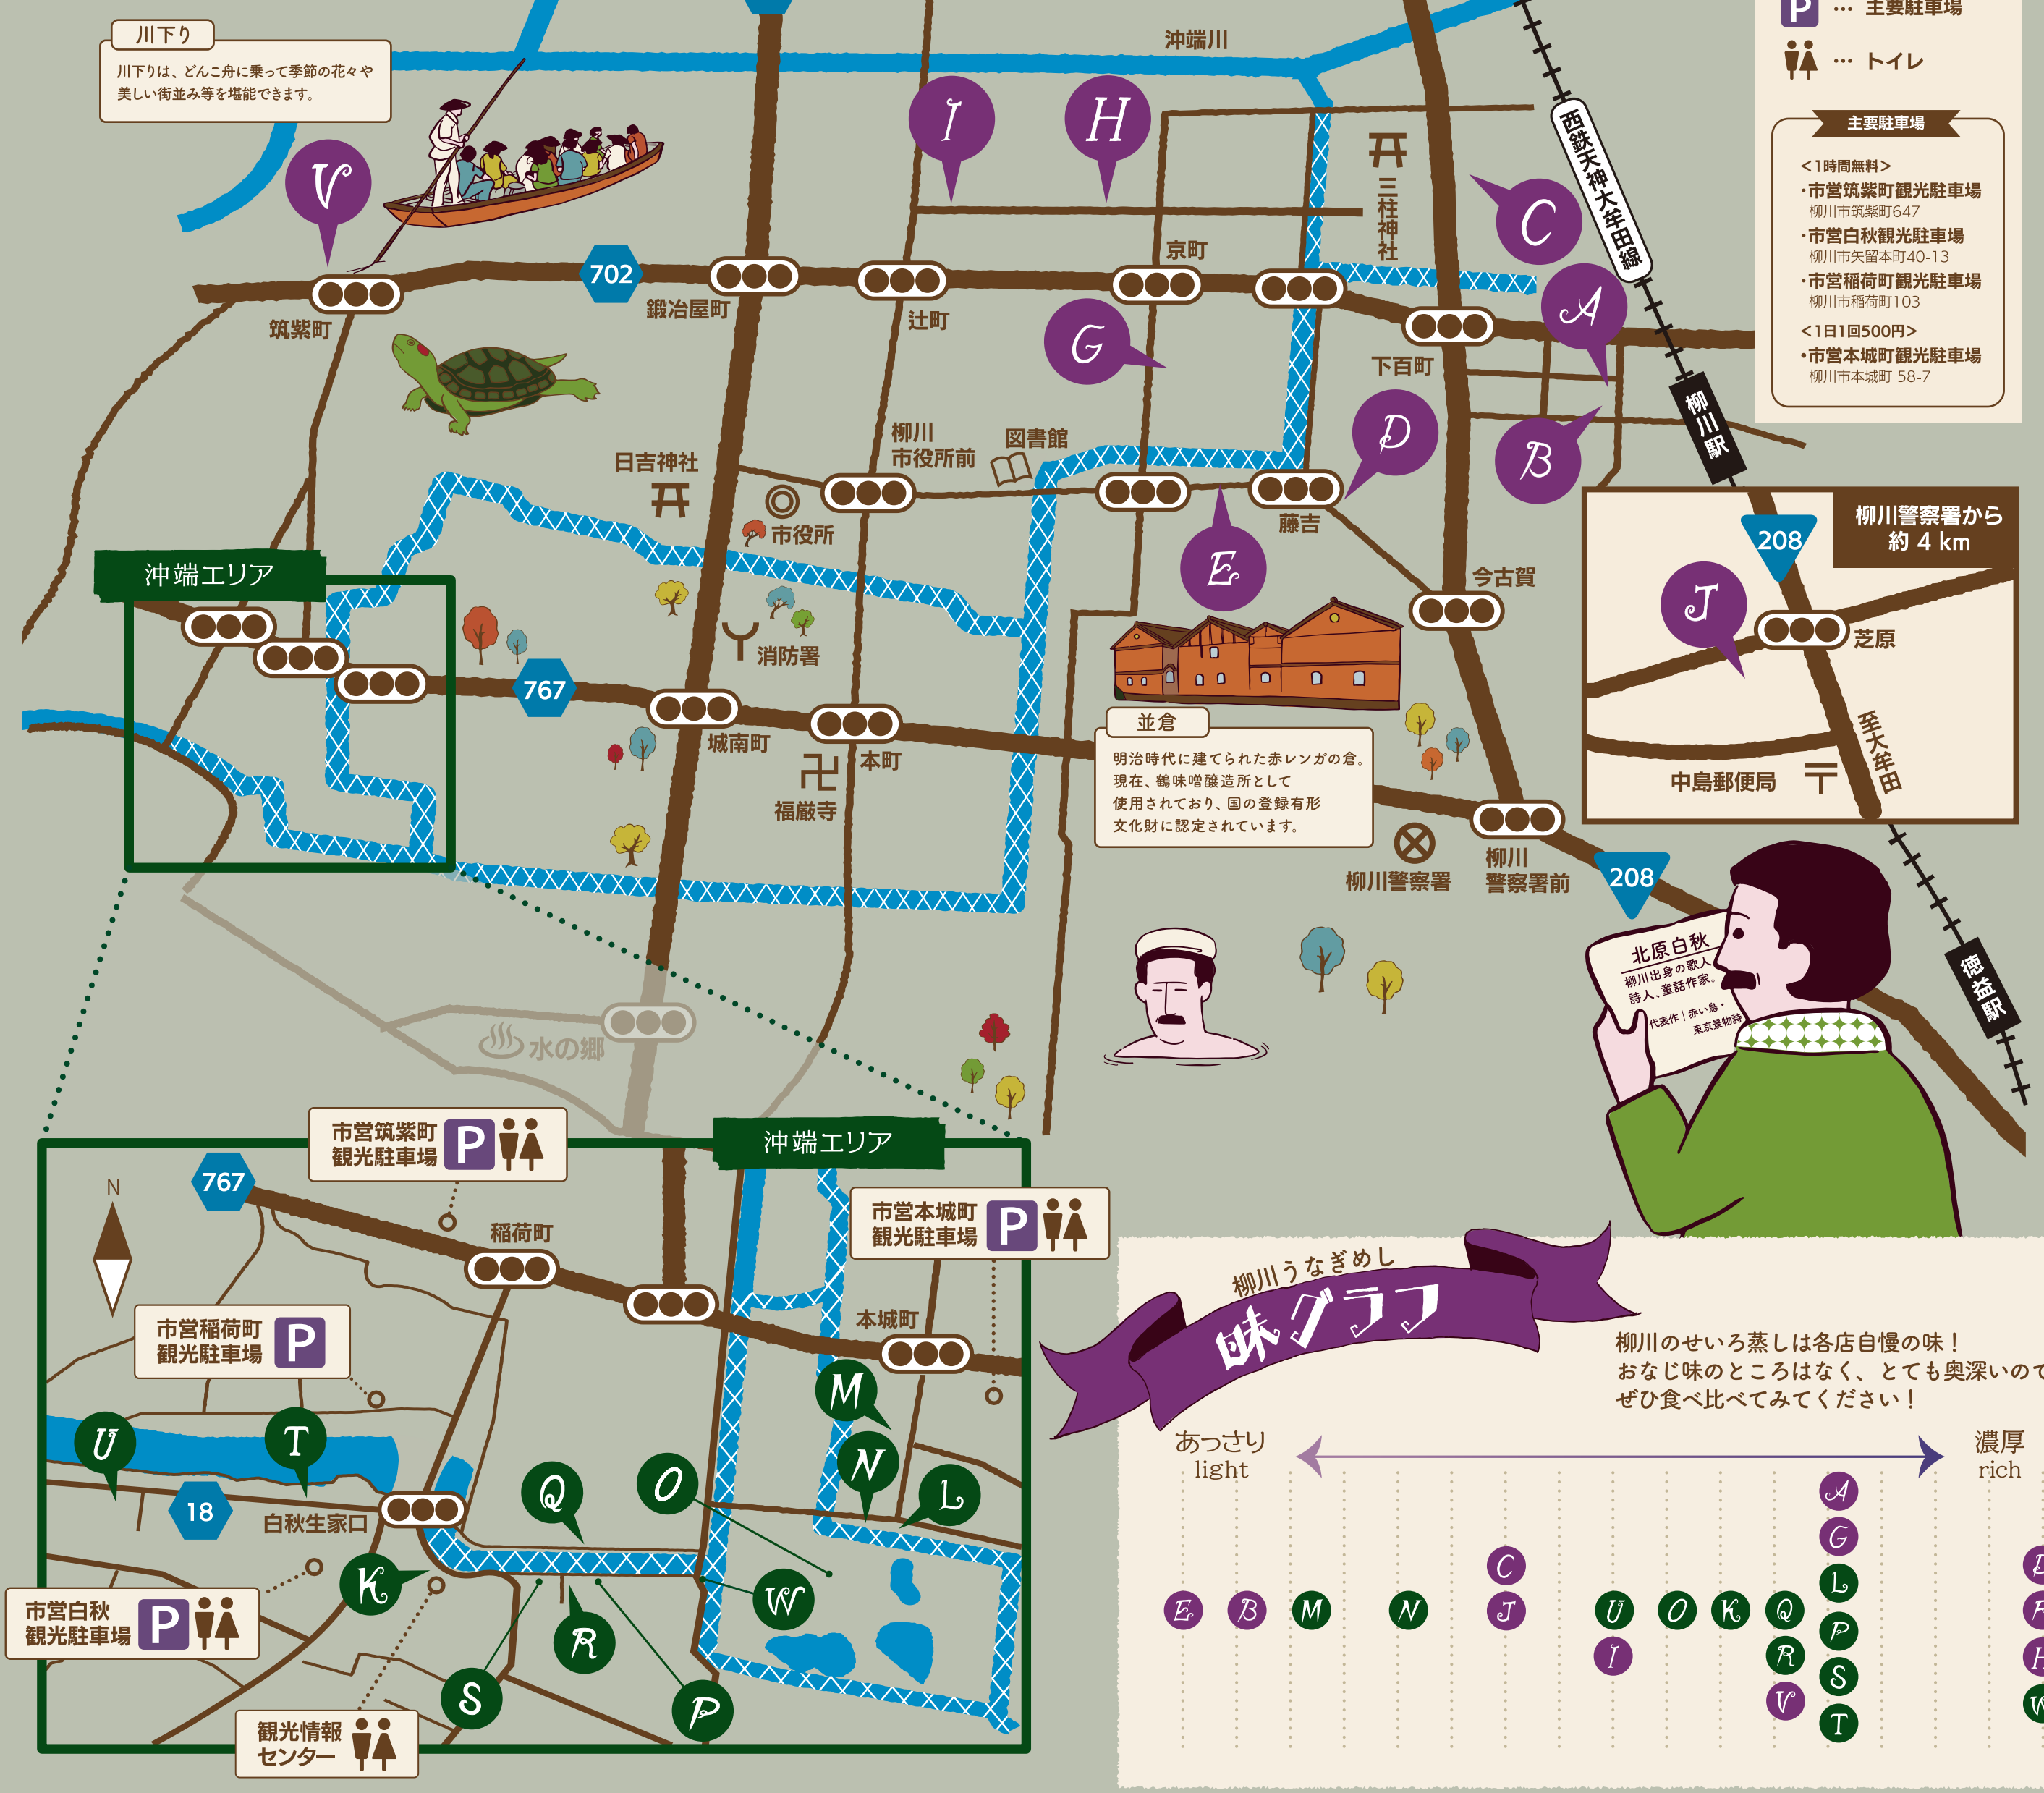 川下り
川下りは、どんこ舟に乗って季節の花々や
美しい街並み等を堪能できます。
沖端川
V
I
H
C
三柱神社
西鉄天神大牟田線
P … 主要駐車場
… トイレ
主要駐車場
<1時間無料>
・市営筑紫町観光駐車場
柳川市筑紫町647
・市営白秋観光駐車場
柳川市矢留本町40-13
・市営稲荷町観光駐車場
柳川市稲荷町103
<1日1回500円>
・市営本城町観光駐車場
柳川市本城町 58-7
筑紫町
702
鍛冶屋町
辻町
京町
G
下百町
A
B
D
柳川駅
日吉神社
市役所
柳川
市役所前
図書館
藤吉
E
今古賀
沖端エリア
767
消防署
城南町
本町
福厳寺
並倉
明治時代に建てられた赤レンガの倉。
現在、鶴味噌醸造所として
使用されており、国の登録有形
文化財に認定されています。
柳川警察署
柳川
警察署前
208
柳川警察署から
約 4 km
208
J
芝原
中島郵便局
至大牟田
徳益駅
北原白秋
柳川出身の歌人
詩人、童話作家。
代表作|赤い鳥・
東京景物詩
水の郷
沖端エリア
N
767
市営筑紫町
観光駐車場
P
稲荷町
市営本城町
観光駐車場
P
市営稲荷町
観光駐車場
P
本城町
M
N
L
U
T
18
白秋生家口
Q
O
K
W
R
S
P
市営白秋
観光駐車場
P
観光情報
センター
柳川うなぎめし
味グラフ
柳川のせいろ蒸しは各店自慢の味!
おなじ味のところはなく、とても奥深いので
ぜひ食べ比べてみてください!
あっさり
light
濃厚
rich
A
G
C L D
E B M N J U O K Q P
I R S H
V T W